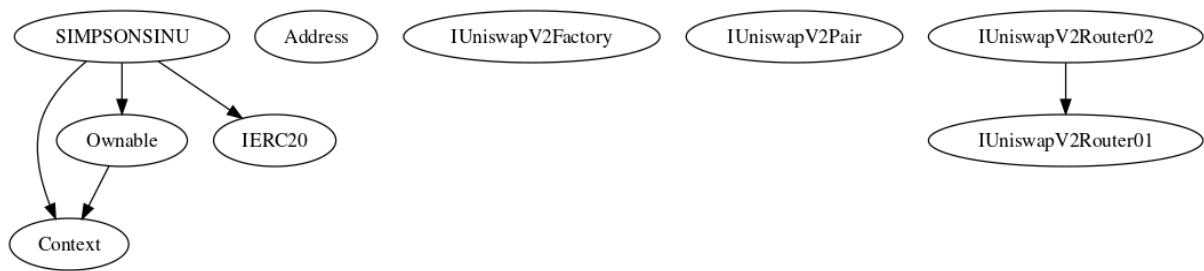 SIMPSONSINU
Address
IUniswapV2Factory
IUniswapV2Pair
IUniswapV2Router02
Ownable
IERC20
IUniswapV2Router01
Context